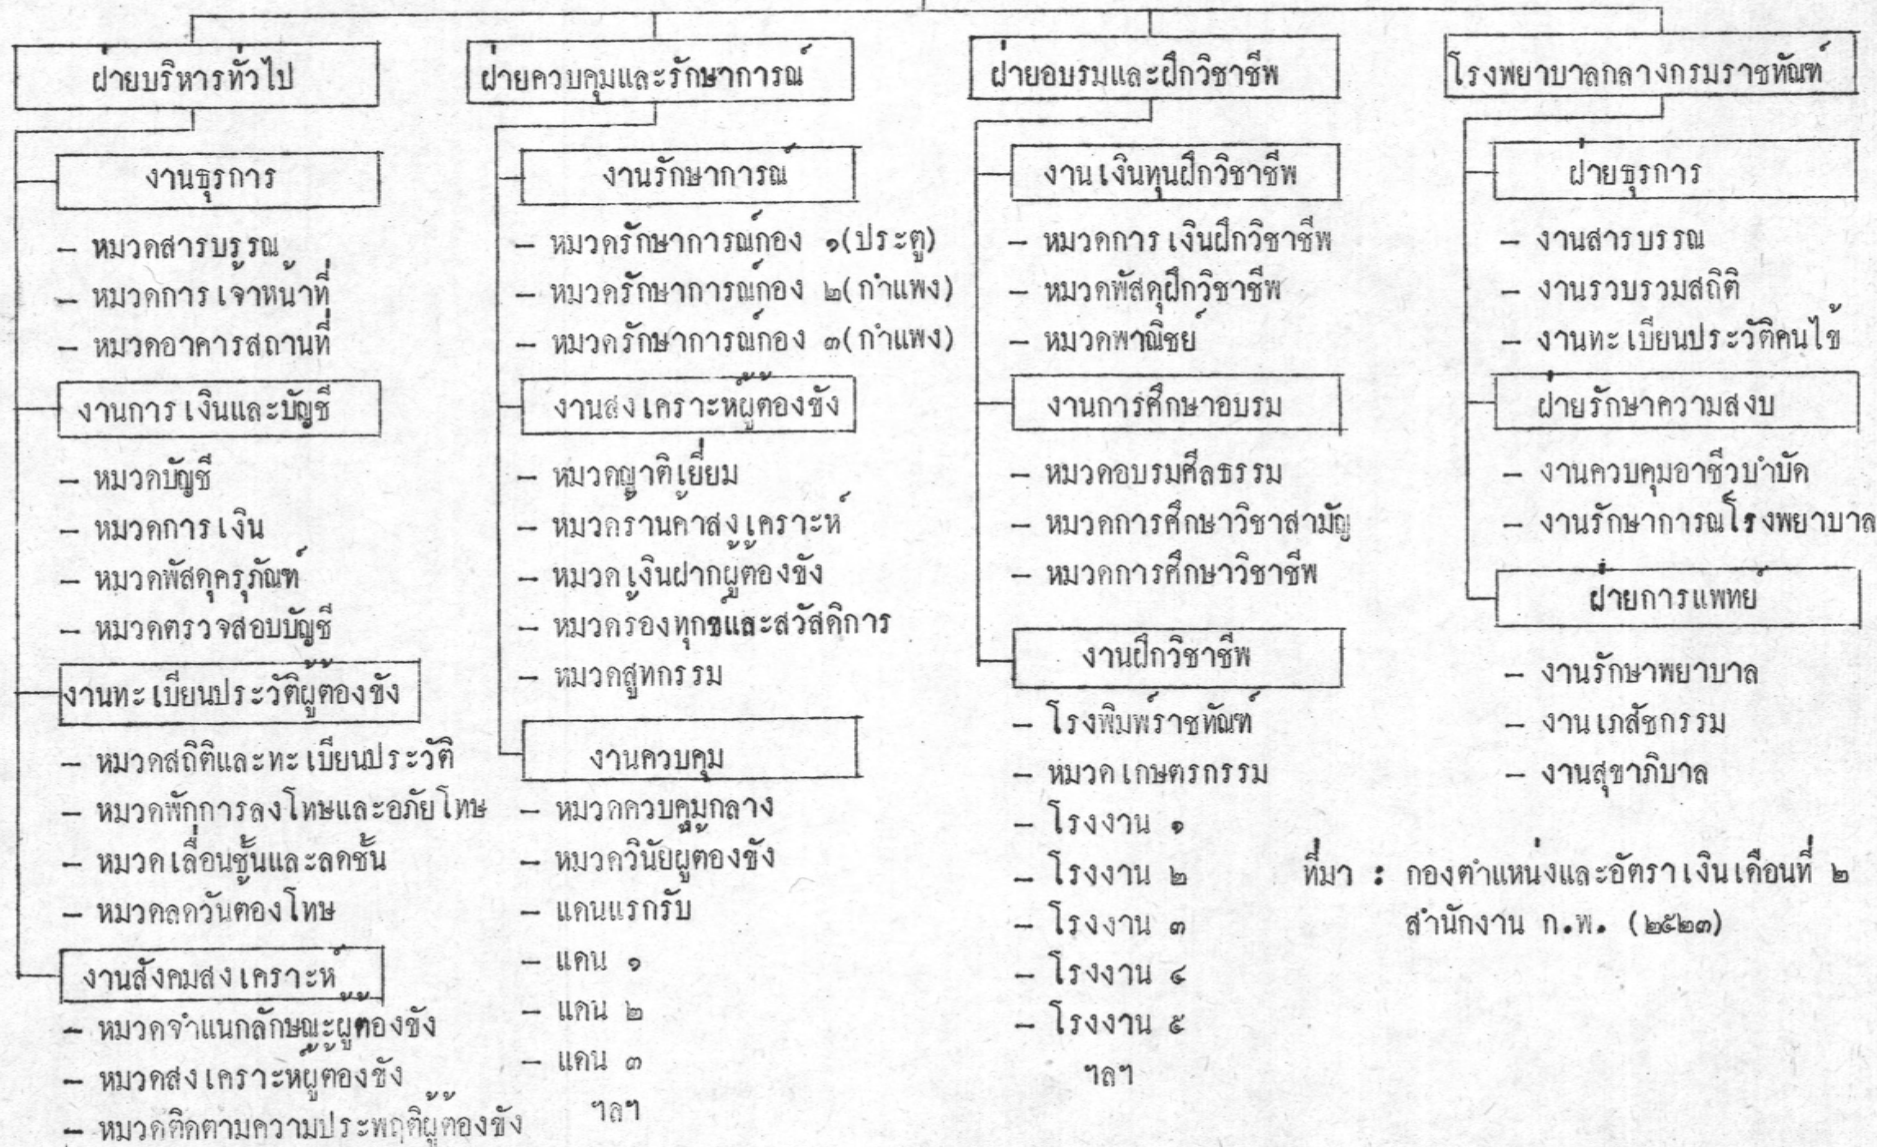 ฝ่ายบริหารทั่วไป
งานธุรการ
- หมวดสารบรรณ
- หมวดการเจ้าหน้าที่
- หมวดอาคารสถานที่
งานการเงินและบัญชี
- หมวดบัญชี
- หมวดการเงิน
- หมวดพัสดุครุภัณฑ์
- หมวดตรวจสอบบัญชี
งานทะเบียนประวัติผู้ต้องขัง
- หมวดสถิติและทะเบียนประวัติ
- หมวดพักการลงโทษและอภัยโทษ
- หมวดเลื่อนชั้นและลดชั้น
- หมวดลดวันต้องโทษ
งานสังคมสงเคราะห์
- หมวดจำแนกลักษณะผู้ต้องขัง
- หมวดสงเคราะห์ผู้ต้องขัง
- หมวดติดตามความประพฤติผู้ต้องขัง
ฝ่ายควบคุมและรักษาการณ์
งานรักษาการณ์
- หมวดรักษาการณ์กอง ๑(ประตู)
- หมวดรักษาการณ์กอง ๒(กำแพง)
- หมวดรักษาการณ์กอง ๓(กำแพง)
งานสงเคราะห์ผู้ต้องขัง
- หมวดญาติเยี่ยม
- หมวดร้านค้าสงเคราะห์
- หมวดเงินฝากผู้ต้องขัง
- หมวดร้องทุกข์และสวัสดิการ
- หมวดสูทกรรม
งานควบคุม
- หมวดควบคุมกลาง
- หมวดวินัยผู้ต้องขัง
- แดนแรกรับ
- แดน ๑
- แดน ๒
- แดน ๓
ฯลฯ
ฝ่ายอบรมและฝึกวิชาชีพ
งานเงินทุนฝึกวิชาชีพ
- หมวดการเงินฝึกวิชาชีพ
- หมวดพัสดุฝึกวิชาชีพ
- หมวดพาณิชย์
งานการศึกษาอบรม
- หมวดอบรมศีลธรรม
- หมวดการศึกษาวิชาสามัญ
- หมวดการศึกษาวิชาชีพ
งานฝึกวิชาชีพ
- โรงพิมพ์ราชทัณฑ์
- หมวดเกษตรกรรม
- โรงงาน ๑
- โรงงาน ๒
- โรงงาน ๓
- โรงงาน ๔
- โรงงาน ๕
ฯลฯ
โรงพยาบาลกลางกรมราชทัณฑ์
ฝ่ายธุรการ
- งานสารบรรณ
- งานรวบรวมสถิติ
- งานทะเบียนประวัติคนไข้
ฝ่ายรักษาความสงบ
- งานควบคุมอาชีวบำบัด
- งานรักษาการณ์โรงพยาบาล
ฝ่ายการแพทย์
- งานรักษาพยาบาล
- งานเภสัชกรรม
- งานสุขาภิบาล
ที่มา : กองตำแหน่งและอัตราเงินเดือนที่ ๒
สำนักงาน ก.พ. (๒๕๒๓)